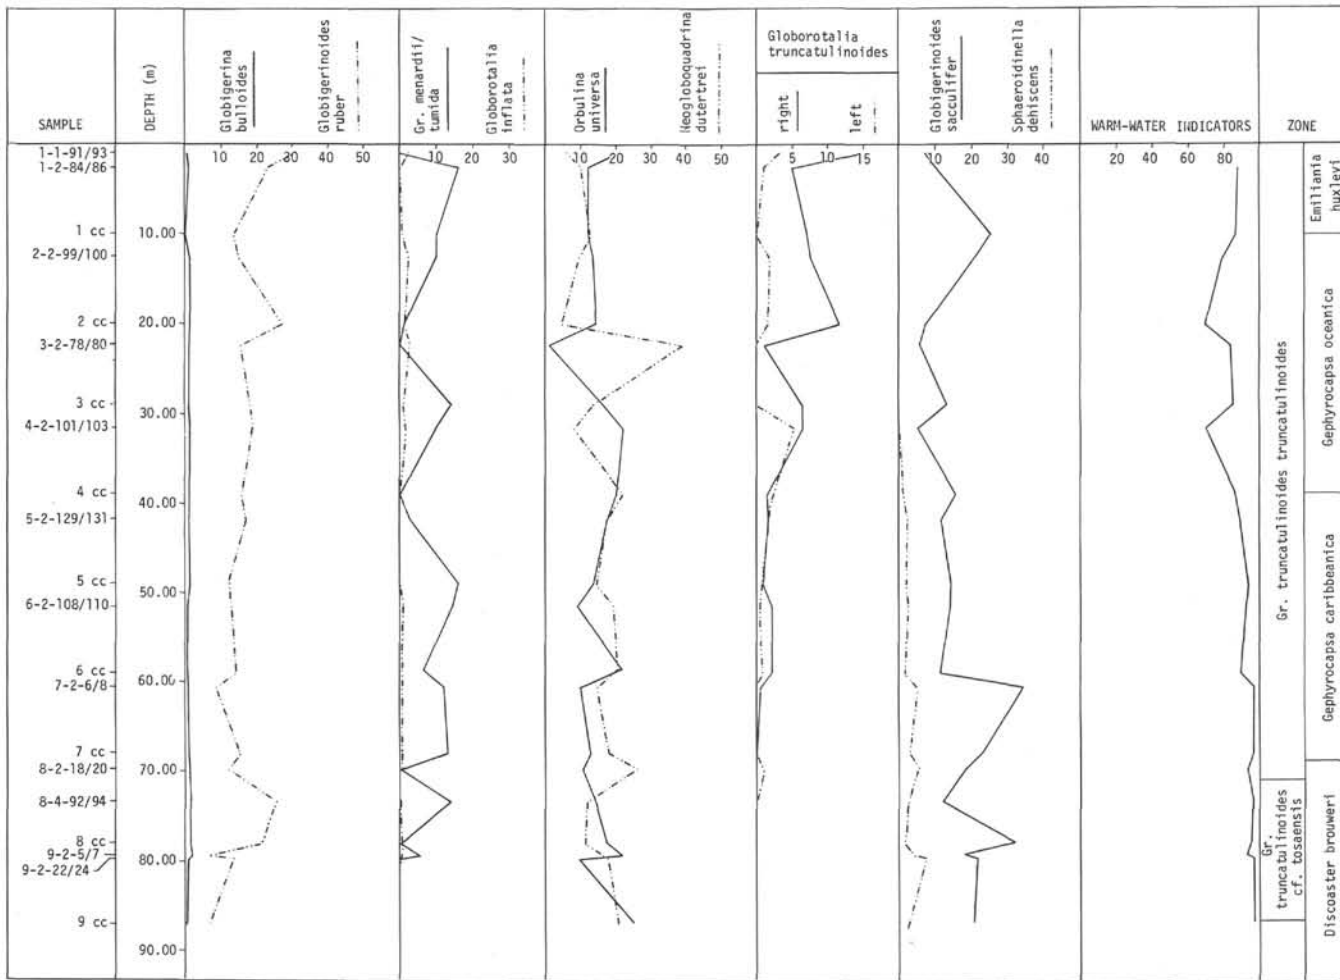 SAMPLE
DEPTH (m)
Globigerina
bulloides
Globigerinoides
ruber
Gr. menardii/
tumida
Globorotalia
inflata
Orbulina
universa
Neogloboquadrina
dutertrei
Globorotalia
truncatulinoides
right
left
Globigerinoides
sacculifer
Sphaeroidinella
dehiscens
WARM-WATER INDICATORS
ZONE
10 20 30 40 50
10 20 30
10 20 30 40 50
5 10 15
10 20 30 40
20 40 60 80
1-1-91/93
1-2-84/86
1 cc
10.00
2-2-99/100
2 cc
20.00
3-2-78/80
3 cc
30.00
4-2-101/103
4 cc
40.00
5-2-129/131
5 cc
50.00
6-2-108/110
6 cc
60.00
7-2-6/8
7 cc
70.00
8-2-18/20
8-4-92/94
8 cc
9-2-5/7
80.00
9-2-22/24
9 cc
90.00
Gr. truncatulinoides truncatulinoides
Gr.
truncatulinoides
cf. tosaensis
Emiliania
huxleyi
Gephyrocapsa oceanica
Gephyrocapsa caribbeanica
Discoaster brouweri